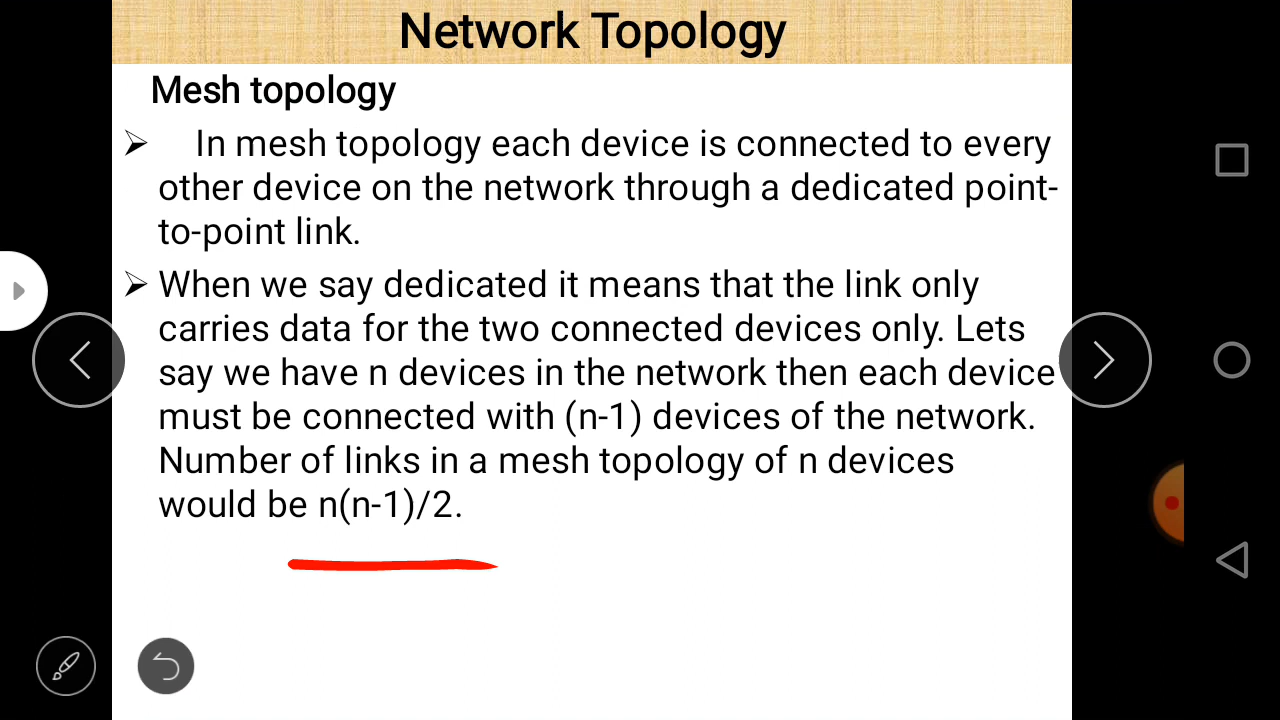 Network Topology
Mesh topology
➢ In mesh topology each device is connected to every
other device on the network through a dedicated point-
to-point link.
➢ When we say dedicated it means that the link only
carries data for the two connected devices only. Lets
say we have n devices in the network then each device
must be connected with (n-1) devices of the network.
Number of links in a mesh topology of n devices
would be n(n-1)/2.